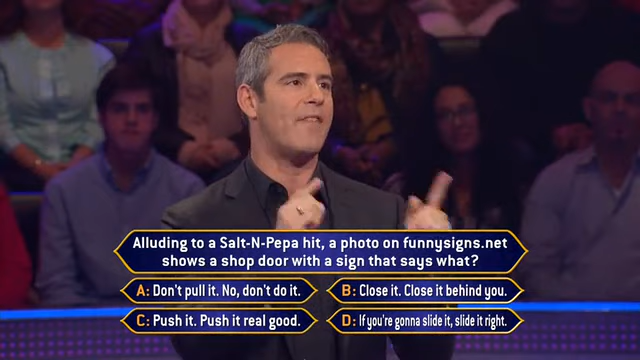 Alluding to a Salt-N-Pepa hit, a photo on funnysigns.net
shows a shop door with a sign that says what?
A: Don't pull it. No, don't do it.
B: Close it. Close it behind you.
C: Push it. Push it real good.
D: If you're gonna slide it, slide it right.